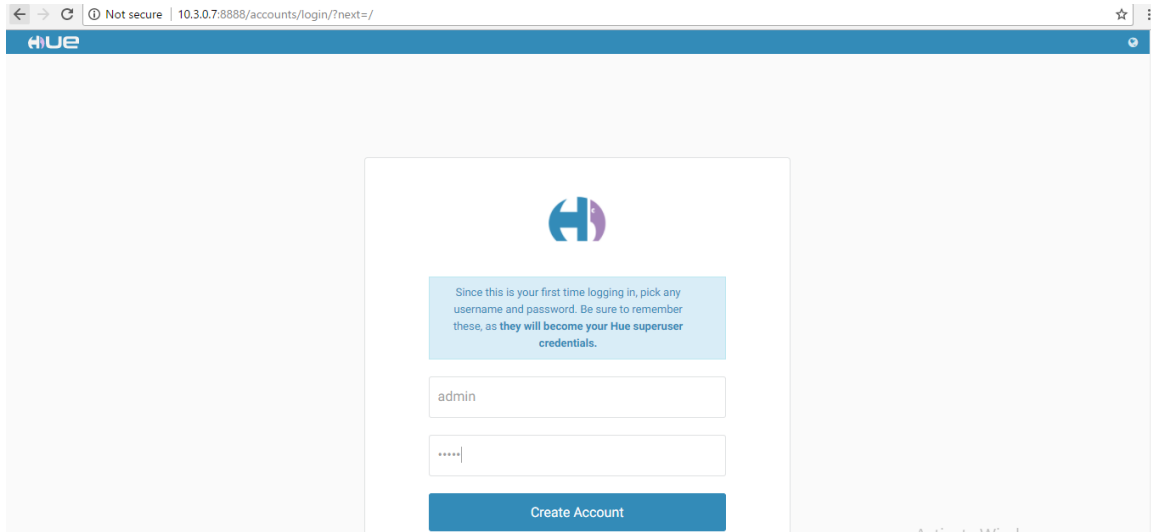 Not secure | 10.3.0.7:8888/accounts/login/?next=/
HUE
Since this is your first time logging in, pick any
username and password. Be sure to remember
these, as they will become your Hue superuser
credentials.
admin
•••••
Create Account